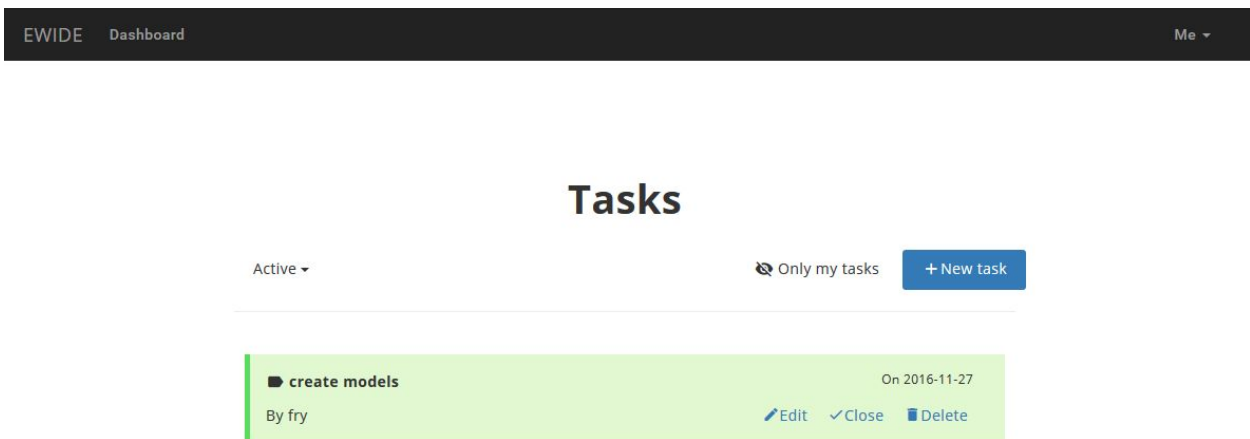 EWIDE Dashboard Me
Tasks
Active Only my tasks + New task
create models On 2016-11-27
By fry Edit Close Delete